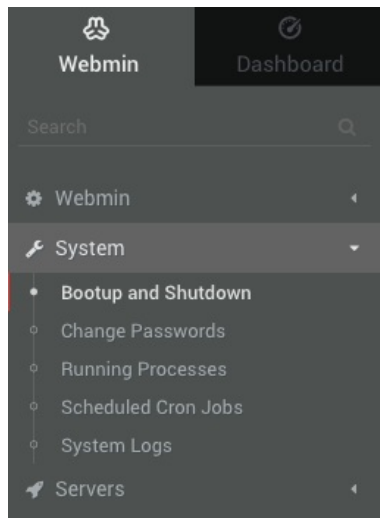 Webmin
Dashboard
Search
Webmin
System
Bootup and Shutdown
Change Passwords
Running Processes
Scheduled Cron Jobs
System Logs
Servers